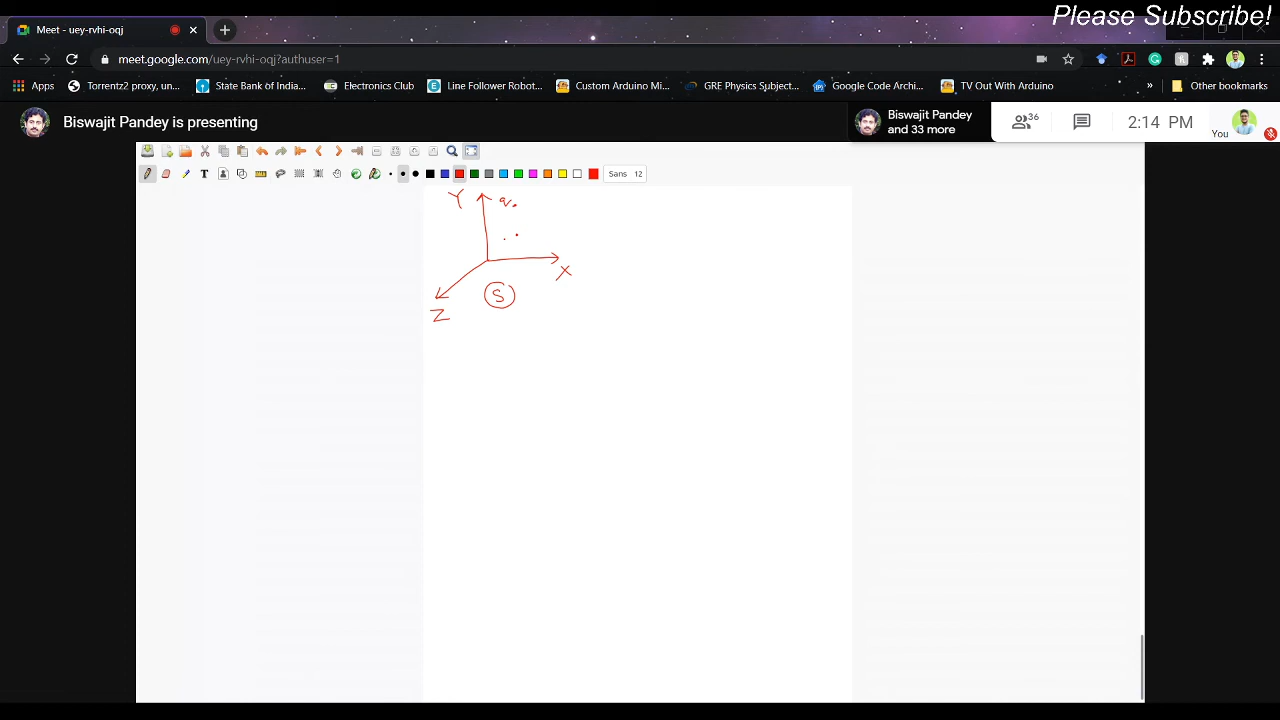 Please Subscribe!
Meet - uey-rvhi-oqj
meet.google.com/uey-rvhi-oqj?authuser=1
Apps
Torrentz2 proxy, un...
State Bank of India...
Electronics Club
Line Follower Robot...
Custom Arduino Mi...
GRE Physics Subject...
Google Code Archi...
TV Out With Arduino
»
Other bookmarks
Biswajit Pandey is presenting
Biswajit Pandey
and 33 more
36
2:14 PM
You
Sans 12
Y
X
S
Z